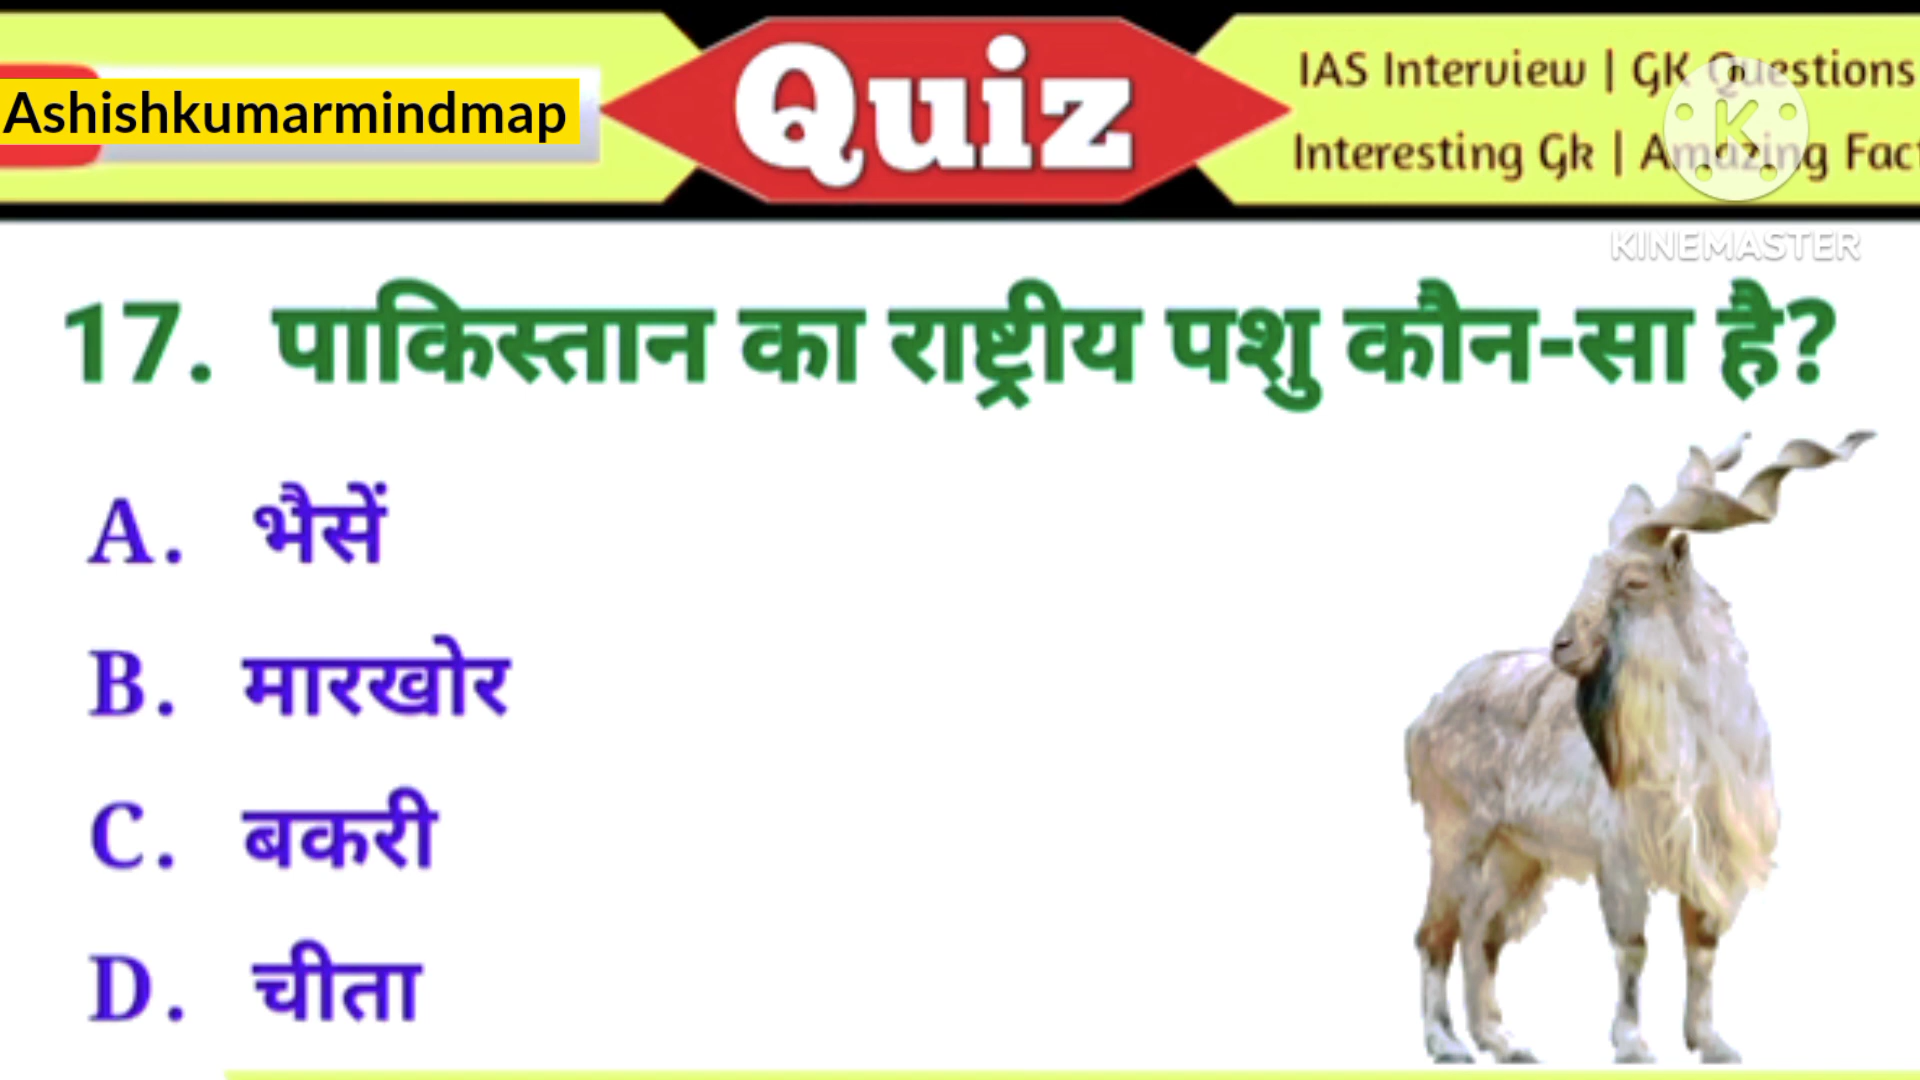 Ashishkumarmindmap
Quiz
IAS Interview | GK Questions
Interesting Gk | Amazing Fact
KINEMASTER
17. पाकिस्तान का राष्ट्रीय पशु कौन-सा है?
A. भैसें
B. मारखोर
C. बकरी
D. चीता